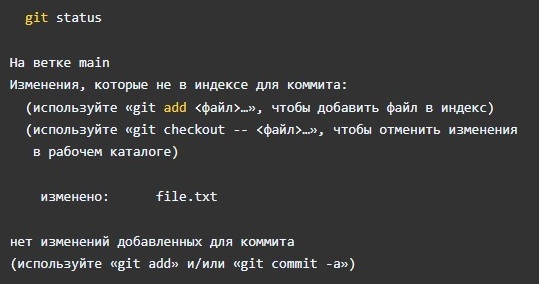 git status
На ветке main
Изменения, которые не в индексе для коммита:
(используйте «git add <файл>…», чтобы добавить файл в индекс)
(используйте «git checkout -- <файл>…», чтобы отменить изменения
в рабочем каталоге)
изменено: file.txt
нет изменений добавленных для коммита
(используйте «git add» и/или «git commit -a»)